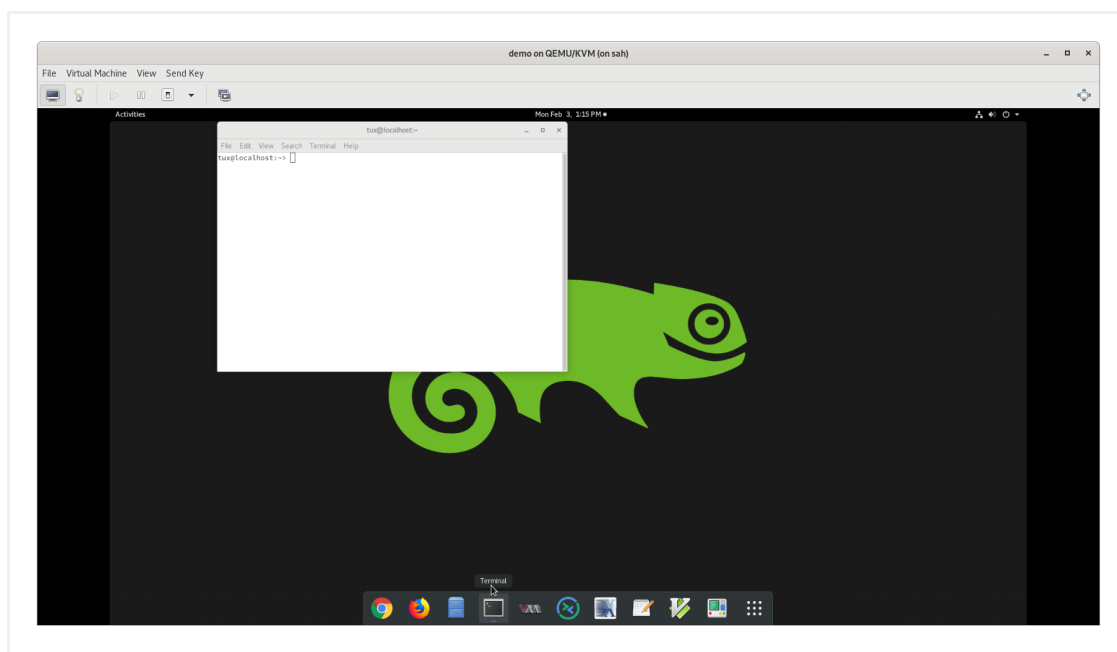 demo on QEMU/KVM (on sah)
File Virtual Machine View Send Key
Activities Mon Feb 3, 1:15 PM
tux@localhost:~
File Edit View Search Terminal Help
tux@localhost:~>
Terminal